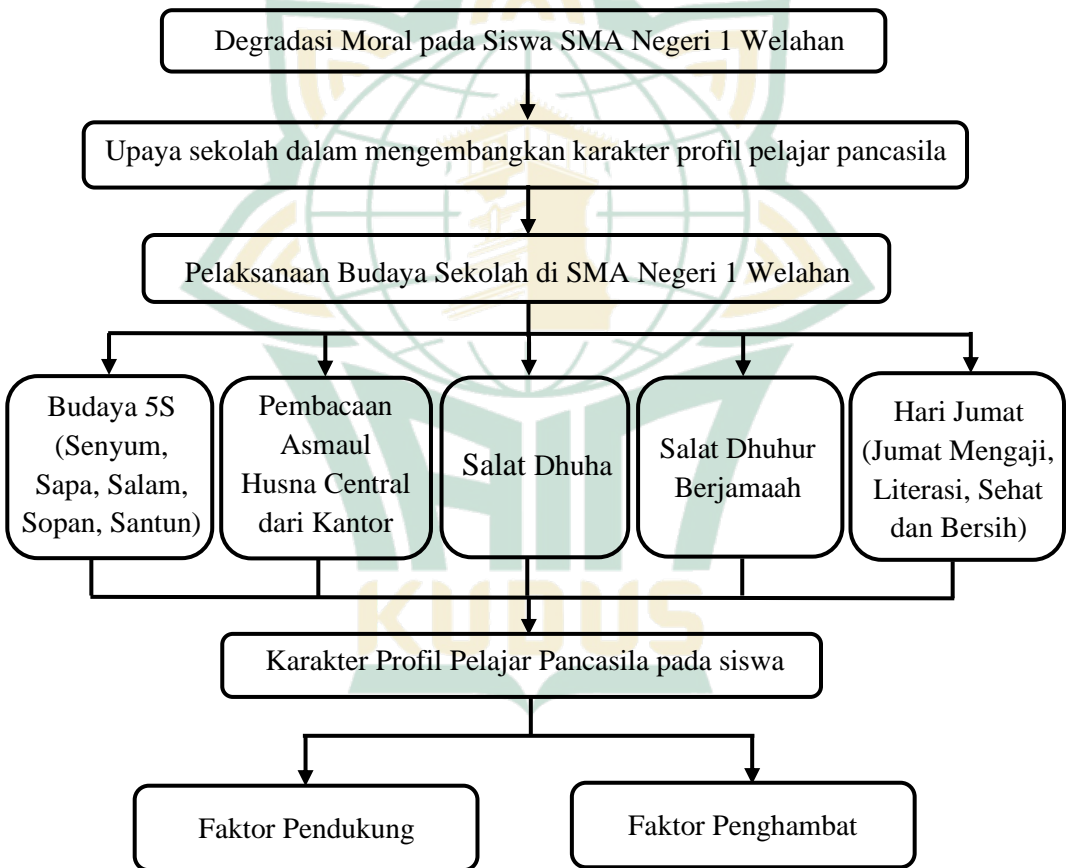 Degradasi Moral pada Siswa SMA Negeri 1 Welahan
Upaya sekolah dalam mengembangkan karakter profil pelajar pancasila
Pelaksanaan Budaya Sekolah di SMA Negeri 1 Welahan
Budaya 5S
(Senyum,
Sapa, Salam,
Sopan, Santun)
Pembacaan
Asmaul
Husna Central
dari Kantor
Salat Dhuha
Salat Dhuhur
Berjamaah
Hari Jumat
(Jumat Mengaji,
Literasi, Sehat
dan Bersih)
IAIN
KUDUS
Karakter Profil Pelajar Pancasila pada siswa
Faktor Pendukung
Faktor Penghambat